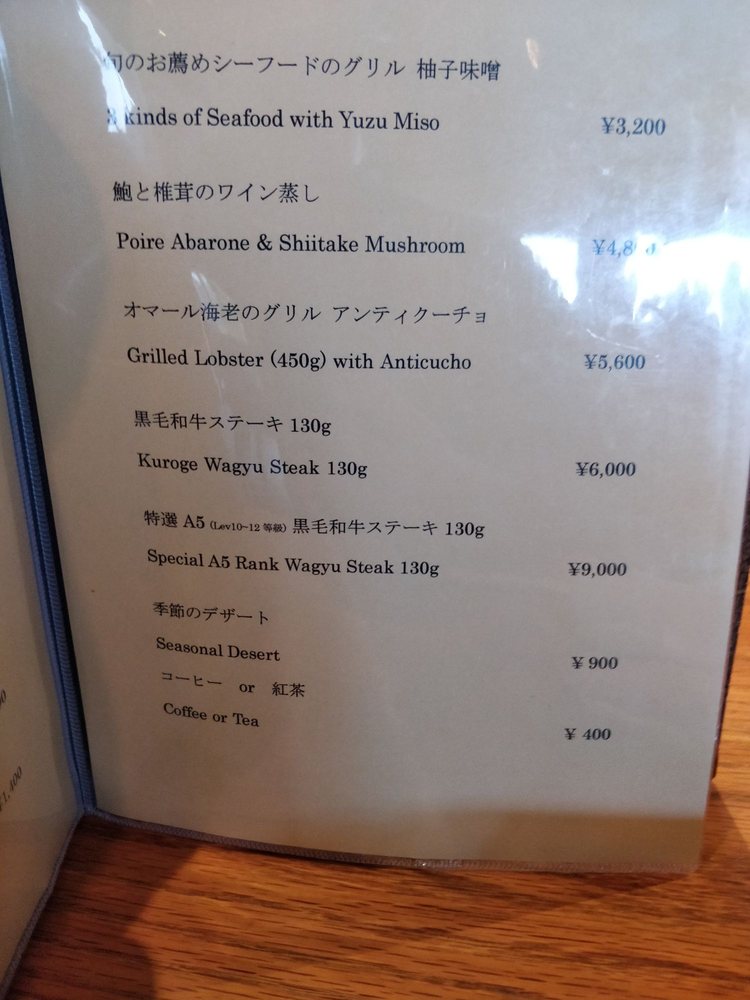 旬のお薦めシーフードのグリル 柚子味噌
3 kinds of Seafood with Yuzu Miso ¥3,200
鮑と椎茸のワイン蒸し
Poire Abarone & Shiitake Mushroom
オマール海老のグリル アンティクーチョ
Grilled Lobster (450g) with Anticucho ¥5,600
黒毛和牛ステーキ 130g
Kuroge Wagyu Steak 130g ¥6,000
特選 A5 (Lev10~12 等級) 黒毛和牛ステーキ 130g
Special A5 Rank Wagyu Steak 130g ¥9,000
季節のデザート
Seasonal Desert ¥ 900
コーヒー or 紅茶
Coffee or Tea ¥ 400
¥1,400